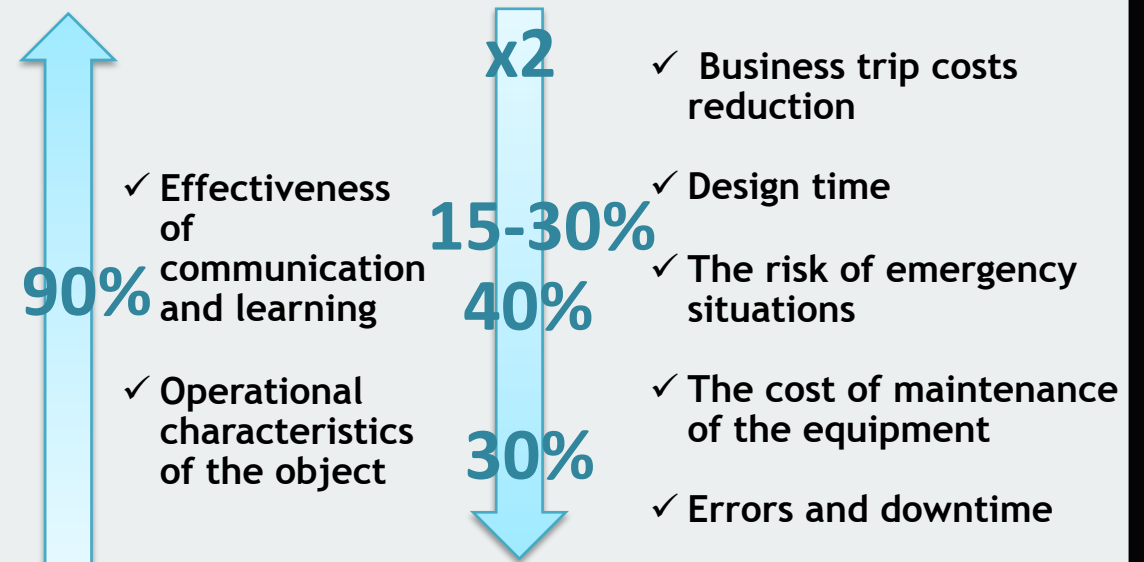 90%
✓ Effectiveness
of
communication
and learning
✓ Operational
characteristics
of the object
x2
15-30%
40%
30%
✓ Business trip costs
reduction
✓ Design time
✓ The risk of emergency
situations
✓ The cost of maintenance
of the equipment
✓ Errors and downtime